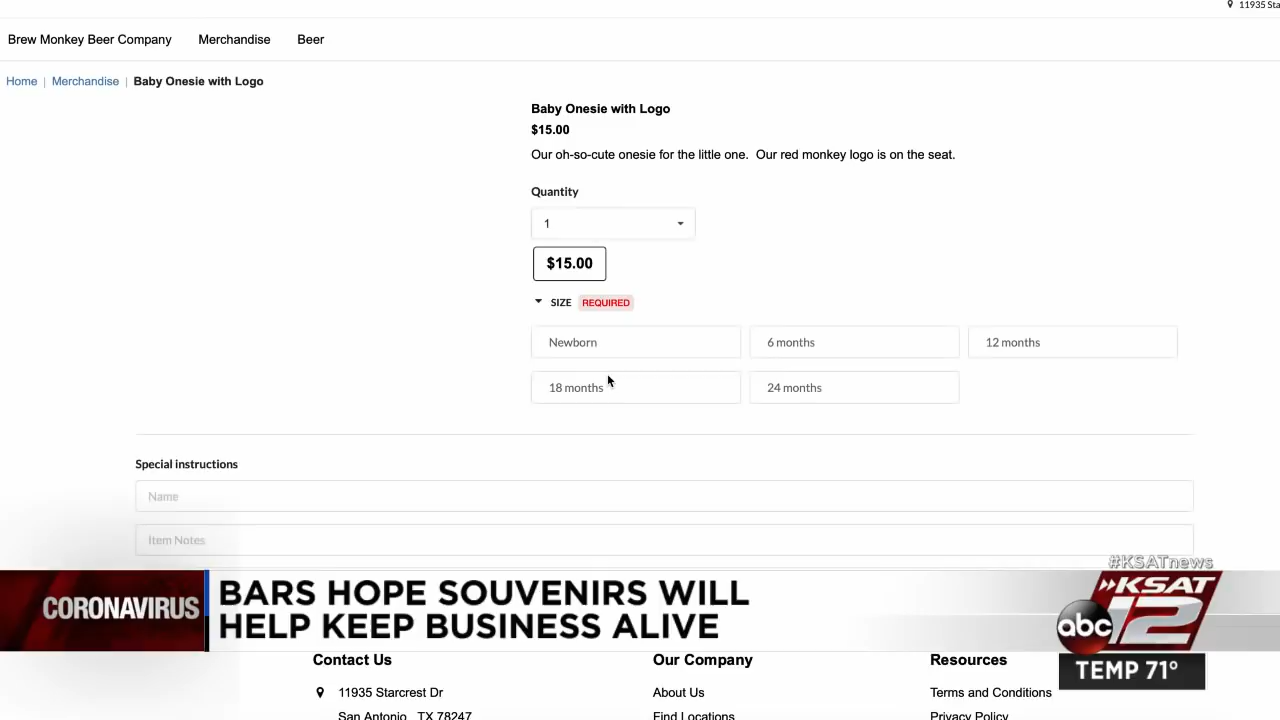 11935 Sta
Brew Monkey Beer Company Merchandise Beer
Home | Merchandise | Baby Onesie with Logo
Baby Onesie with Logo
$15.00
Our oh-so-cute onesie for the little one. Our red monkey logo is on the seat.
Quantity
1
$15.00
SIZE REQUIRED
Newborn 6 months 12 months
18 months 24 months
Special instructions
Name
Item Notes
#KSATnews
CORONAVIRUS
BARS HOPE SOUVENIRS WILL
HELP KEEP BUSINESS ALIVE
KSAT
abc 12
TEMP 71°
Contact Us Our Company Resources
11935 Starcrest Dr About Us Terms and Conditions
San Antonio, TX 78247 Find Locations Privacy Policy